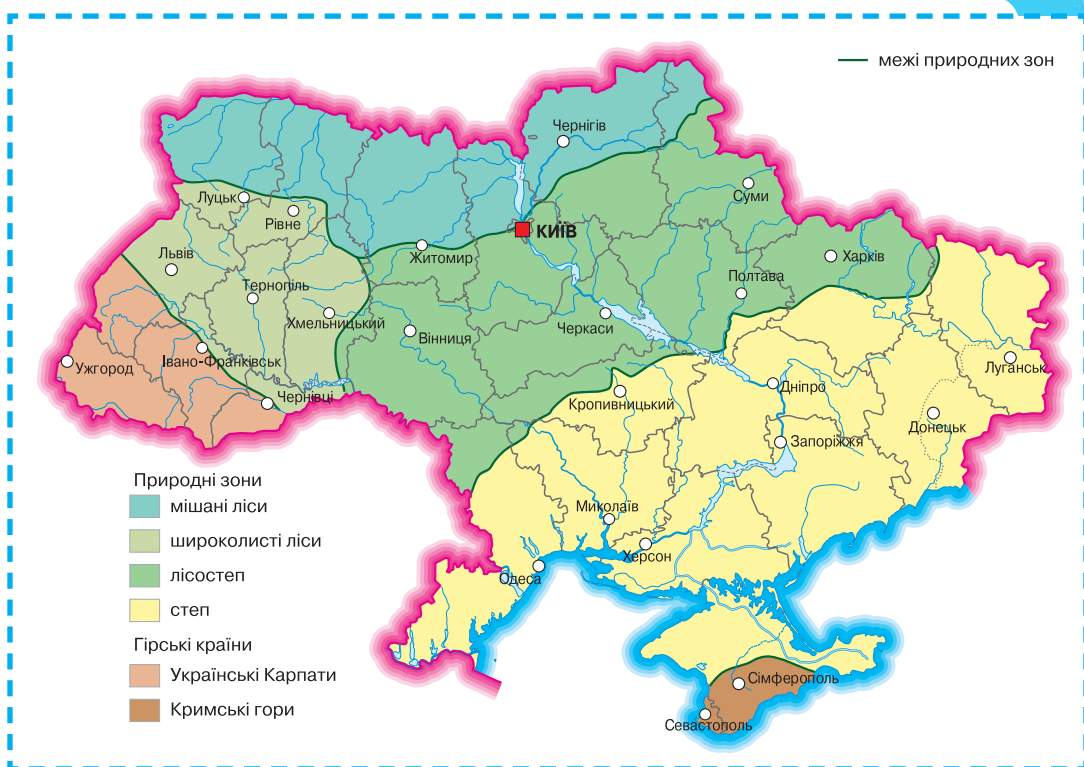 межі природних зон
Чернігів
Суми
Луцьк
Рівне
КИЇВ
Львів
Житомир
Харків
Полтава
Тернопіль
Хмельницький
Черкаси
Вінниця
Івано-Франківськ
Ужгород
Луганськ
Дніпро
Чернівці
Кропивницький
Донецьк
Запоріжжя
Миколаїв
Херсон
Одеса
Сімферополь
Севастополь
Природні зони
мішані ліси
широколисті ліси
лісостеп
степ
Гірські країни
Українські Карпати
Кримські гори